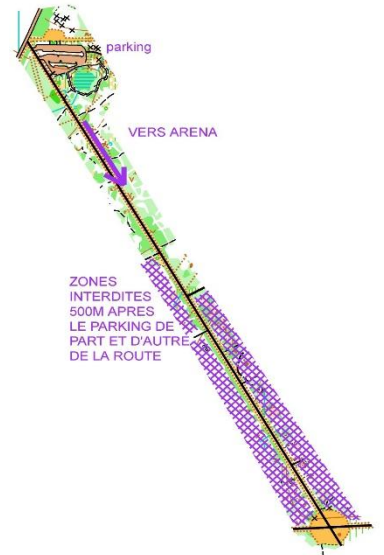 parking
VERS ARENA
ZONES
INTERDITES
500M APRES
LE PARKING DE
PART ET D'AUTRE
DE LA ROUTE